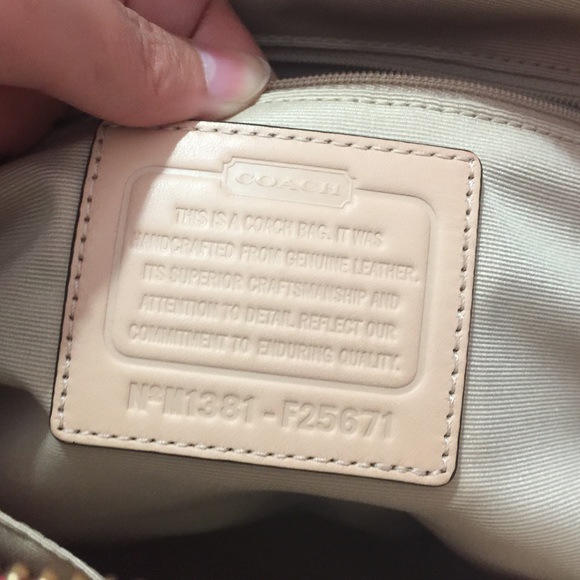 COACH
THIS IS A COACH BAG. IT WAS
HANDCRAFTED FROM GENUINE LEATHER.
ITS SUPERIOR CRAFTSMANSHIP AND
ATTENTION TO DETAIL REFLECT OUR
COMMITMENT TO ENDURING QUALITY.
Nº M1381-F25671